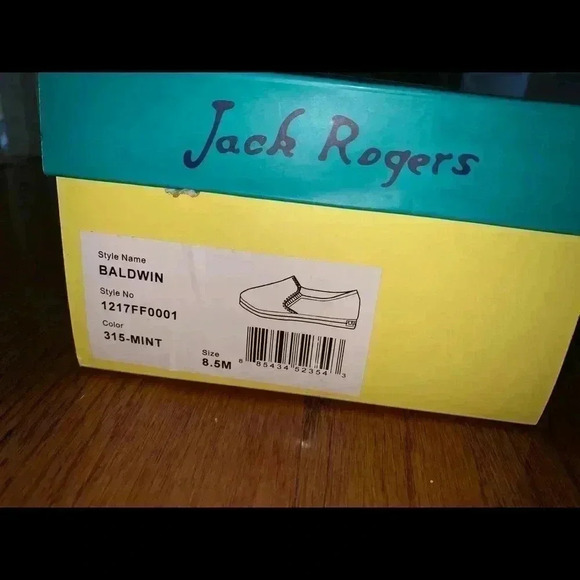 Jack Rogers
Style Name
BALDWIN
Style No
1217FF0001
Color
315-MINT
Size
8.5M
8 85434 52354 3